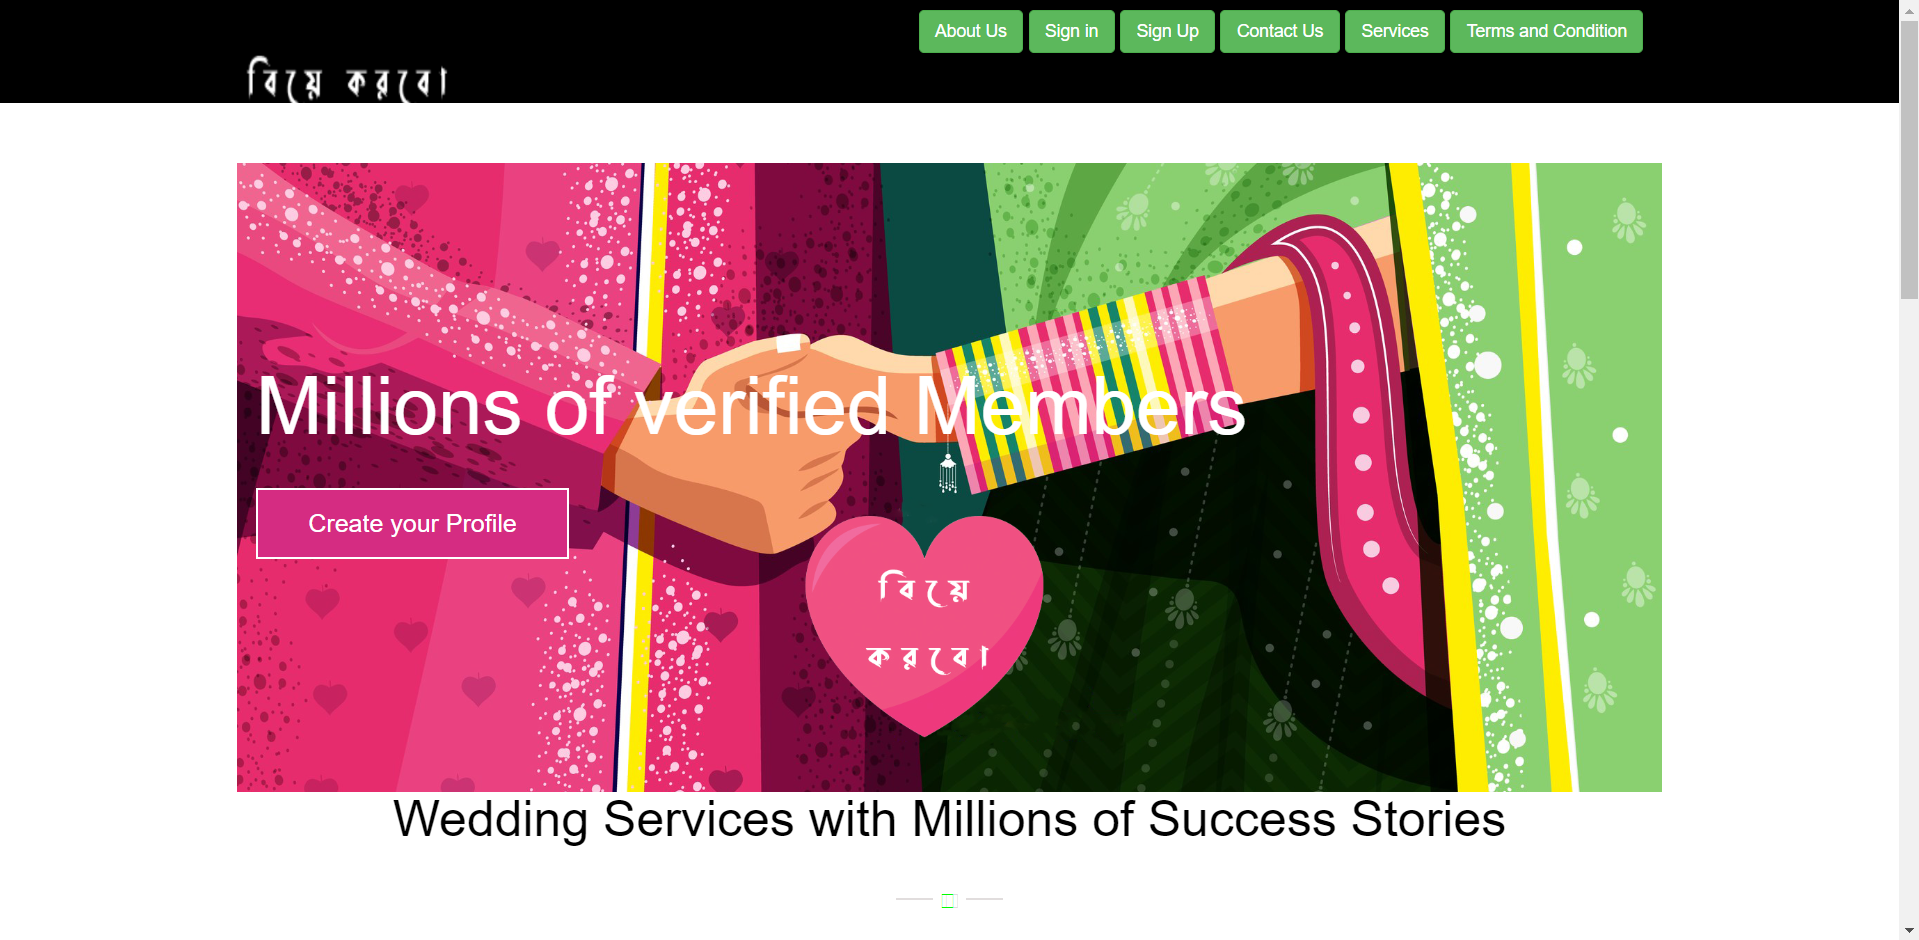 About Us Sign in Sign Up Contact Us Services Terms and Condition
বিয়ে করবো
Millions of verified Members
Create your Profile
বিয়ে
করবো
Wedding Services with Millions of Success Stories